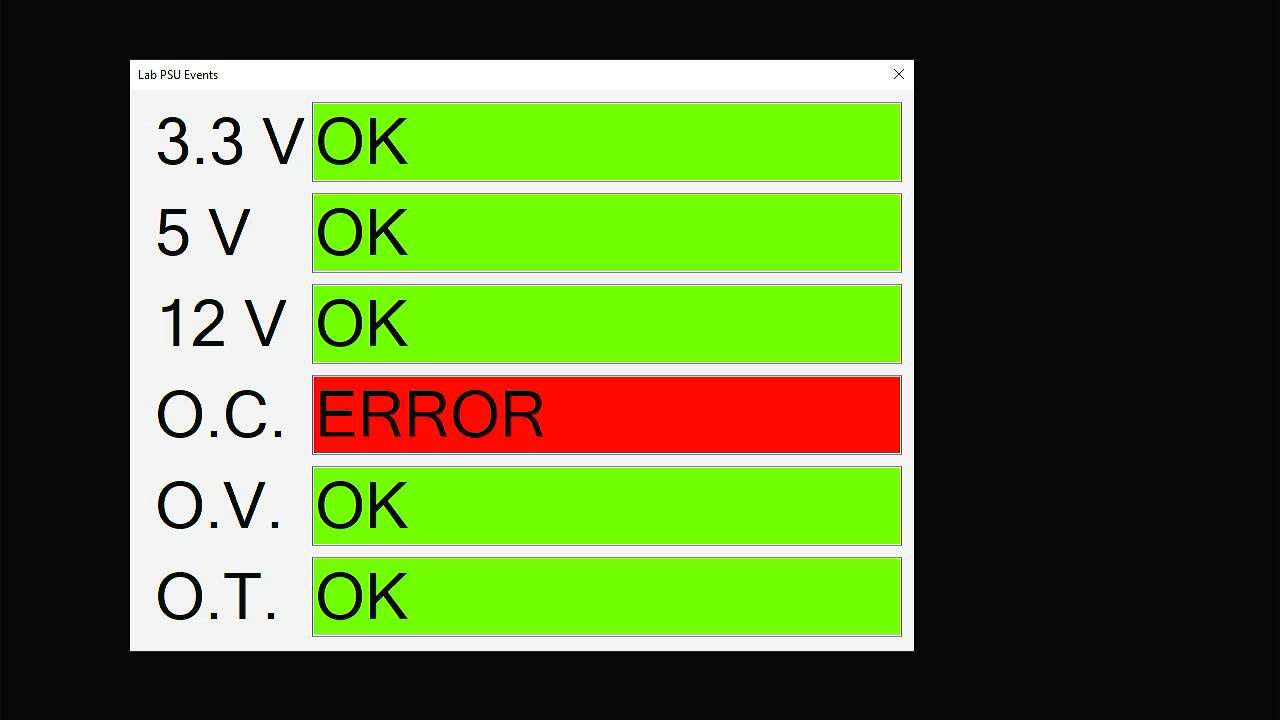 Lab PSU Events
3.3 V OK
5 V OK
12 V OK
O.C. ERROR
O.V. OK
O.T. OK